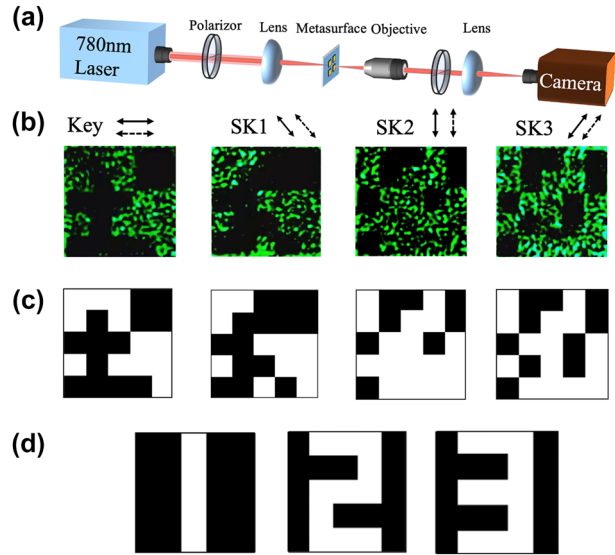 (a)
Polarizor
Lens
Metasurface
Objective
Lens
780nm
Laser
Camera
(b)
Key
SK1
SK2
SK3
(c)
(d)